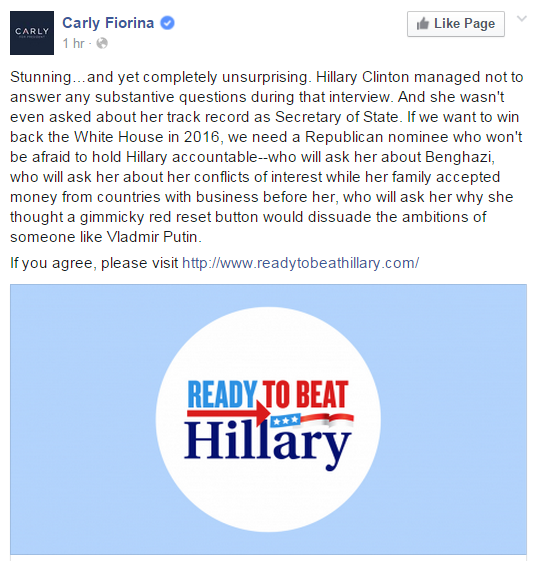 CARLY
Carly Fiorina
Like Page
1 hr ·
Stunning…and yet completely unsurprising. Hillary Clinton managed not to
answer any substantive questions during that interview. And she wasn't
even asked about her track record as Secretary of State. If we want to win
back the White House in 2016, we need a Republican nominee who won't
be afraid to hold Hillary accountable--who will ask her about Benghazi,
who will ask her about her conflicts of interest while her family accepted
money from countries with business before her, who will ask her why she
thought a gimmicky red reset button would dissuade the ambitions of
someone like Vladmir Putin.
If you agree, please visit http://www.readytobeathillary.com/
READY TO BEAT
Hillary